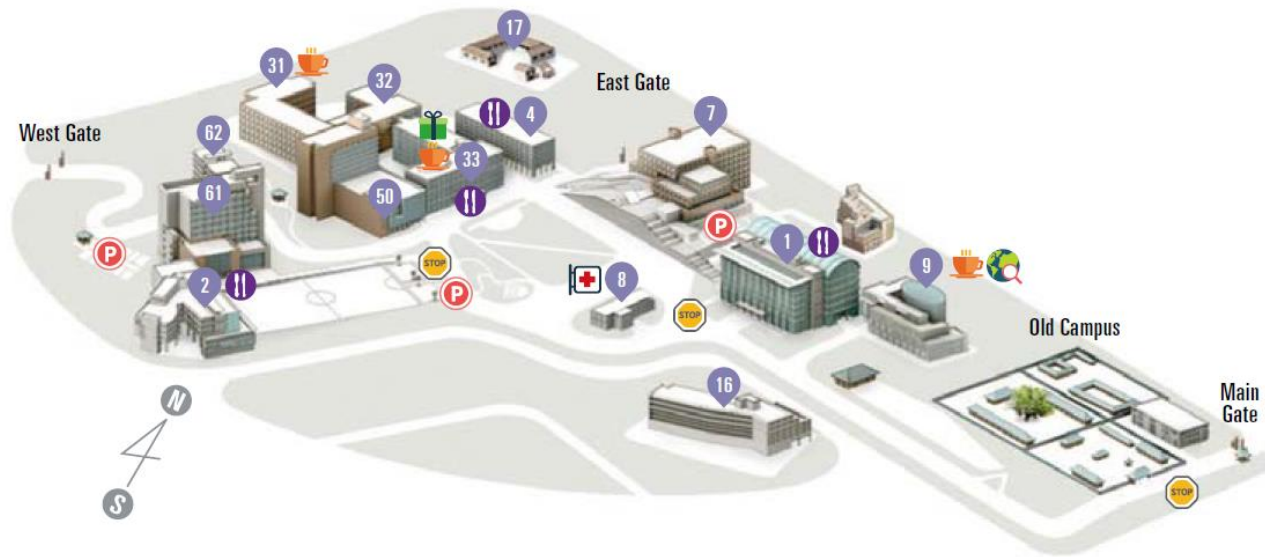 17
31
32
East Gate
4
7
West Gate
62
33
61
50
P
1
STOP
9
P
2
P
8
STOP
Old Campus
16
Main
Gate
N
S
STOP